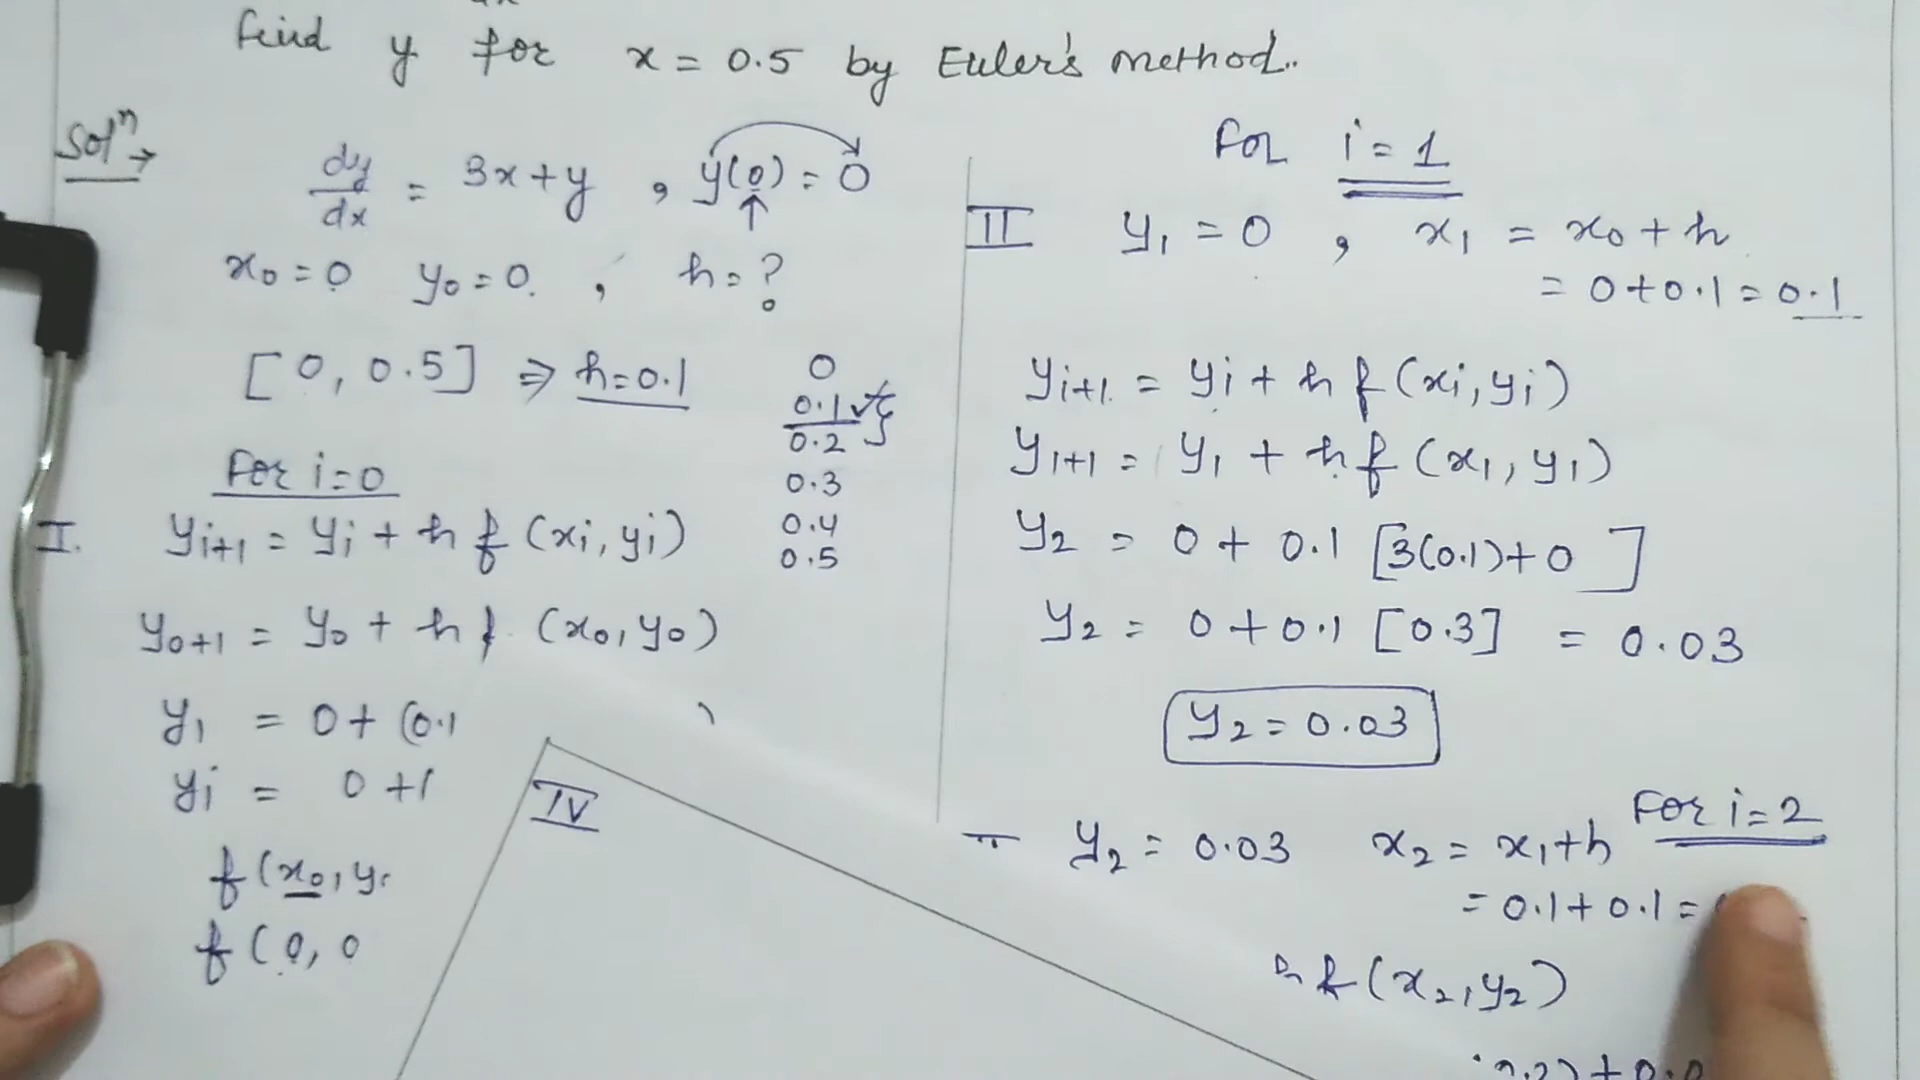 Find y for x = 0.5 by Euler's method..
Solⁿ →
dy/dx = 3x+y , y(0) = 0
x₀ = 0 y₀ = 0. , h = ?
[0, 0.5] ⇒ h=0.1
0
0.1 ✓
0.2
0.3
0.4
0.5
For i=0
I. yᵢ₊₁ = yᵢ + h f (xᵢ, yᵢ)
y₀₊₁ = y₀ + h f (x₀, y₀)
y₁ = 0 + (0.1
yi = 0 +
f (x₀, y
f (0, 0
For i = 1
II y₁ = 0 , x₁ = x₀ + h
= 0 + 0.1 = 0.1
yᵢ₊₁ = yᵢ + h f (xᵢ, yᵢ)
y₁₊₁ = y₁ + h f (x₁, y₁)
y₂ = 0 + 0.1 [3(0.1)+0]
y₂ = 0 + 0.1 [0.3] = 0.03
y₂ = 0.03
For i = 2
y₂ = 0.03 x₂ = x₁+h
= 0.1 + 0.1 =
h f (x₂, y₂)
IV